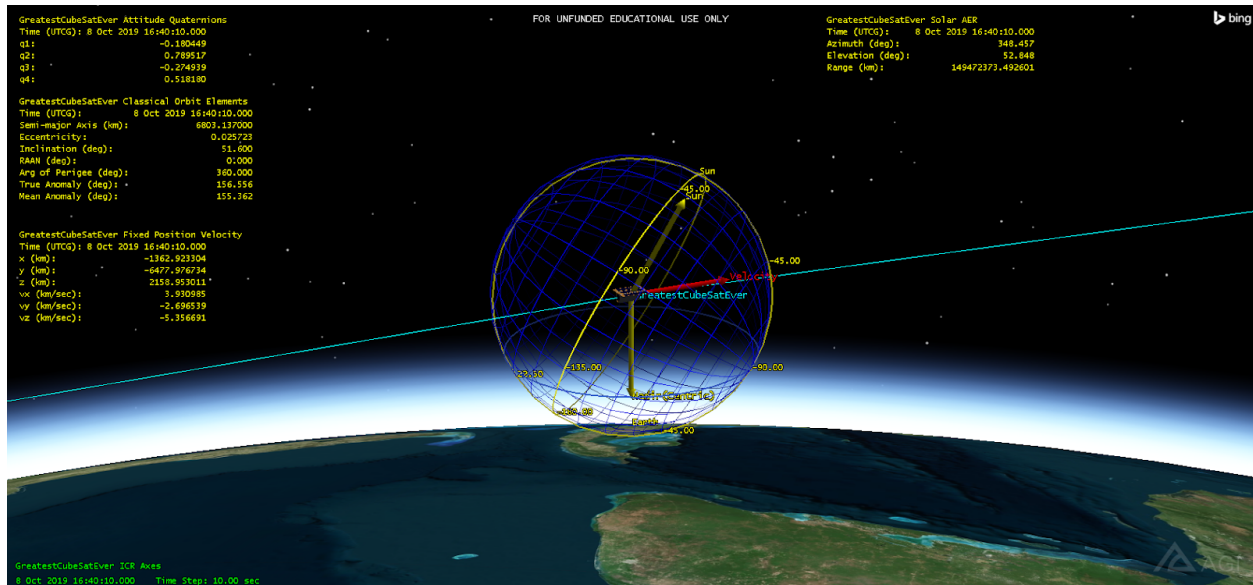 FOR UNFUNDED EDUCATIONAL USE ONLY
bing
GreatestCubeSatEver Attitude Quaternions
Time (UTCG): 8 Oct 2019 16:40:10.000
q1: -0.180449
q2: 0.789517
q3: -0.274939
q4: 0.518180
GreatestCubeSatEver Classical Orbit Elements
Time (UTCG): 8 Oct 2019 16:40:10.000
Semi-major Axis (km): 6803.137000
Eccentricity: 0.025723
Inclination (deg): 51.600
RAAN (deg): 0.000
Arg of Perigee (deg): 360.000
True Anomaly (deg): 156.556
Mean Anomaly (deg): 155.362
GreatestCubeSatEver Fixed Position Velocity
Time (UTCG): 8 Oct 2019 16:40:10.000
x (km): -1362.923304
y (km): -6477.976734
z (km): 2158.953011
vx (km/sec): 3.930985
vy (km/sec): -2.696539
vz (km/sec): -5.356691
GreatestCubeSatEver Solar AER
Time (UTCG): 8 Oct 2019 16:40:10.000
Azimuth (deg): 348.457
Elevation (deg): 52.848
Range (km): 149472373.492601
Sun
-45.00
Sun
-45.00
-90.00
Velocity
GreatestCubeSatEver
-135.00
-90.00
Earth
-45.00
GreatestCubeSatEver ICR Axes
8 Oct 2019 16:40:10.000 Time Step: 10.00 sec
AGI